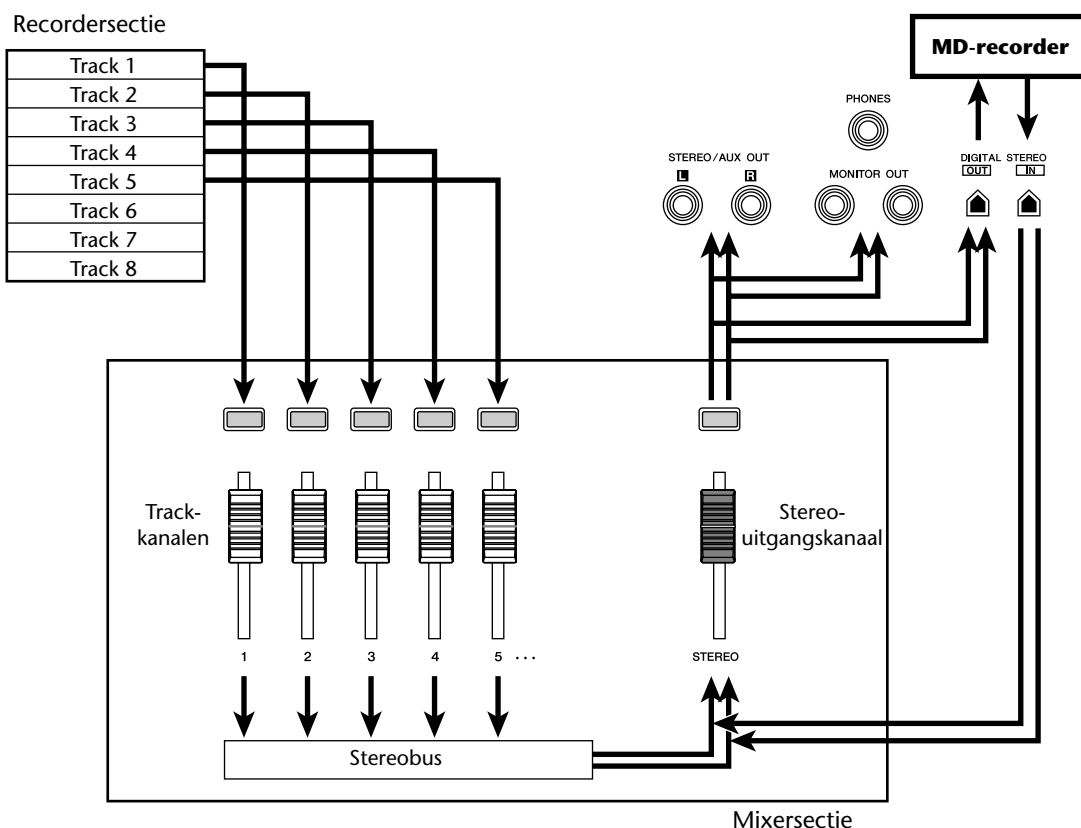 Recordersectie
Track 1
Track 2
Track 3
Track 4
Track 5
Track 6
Track 7
Track 8
MD-recorder
PHONES
STEREO/AUX OUT
L
R
MONITOR OUT
DIGITAL STEREO
OUT
IN
Track-
kanalen
Stereo-
uitgangskanaal
1
2
3
4
5 ...
STEREO
Stereobus
Mixersectie